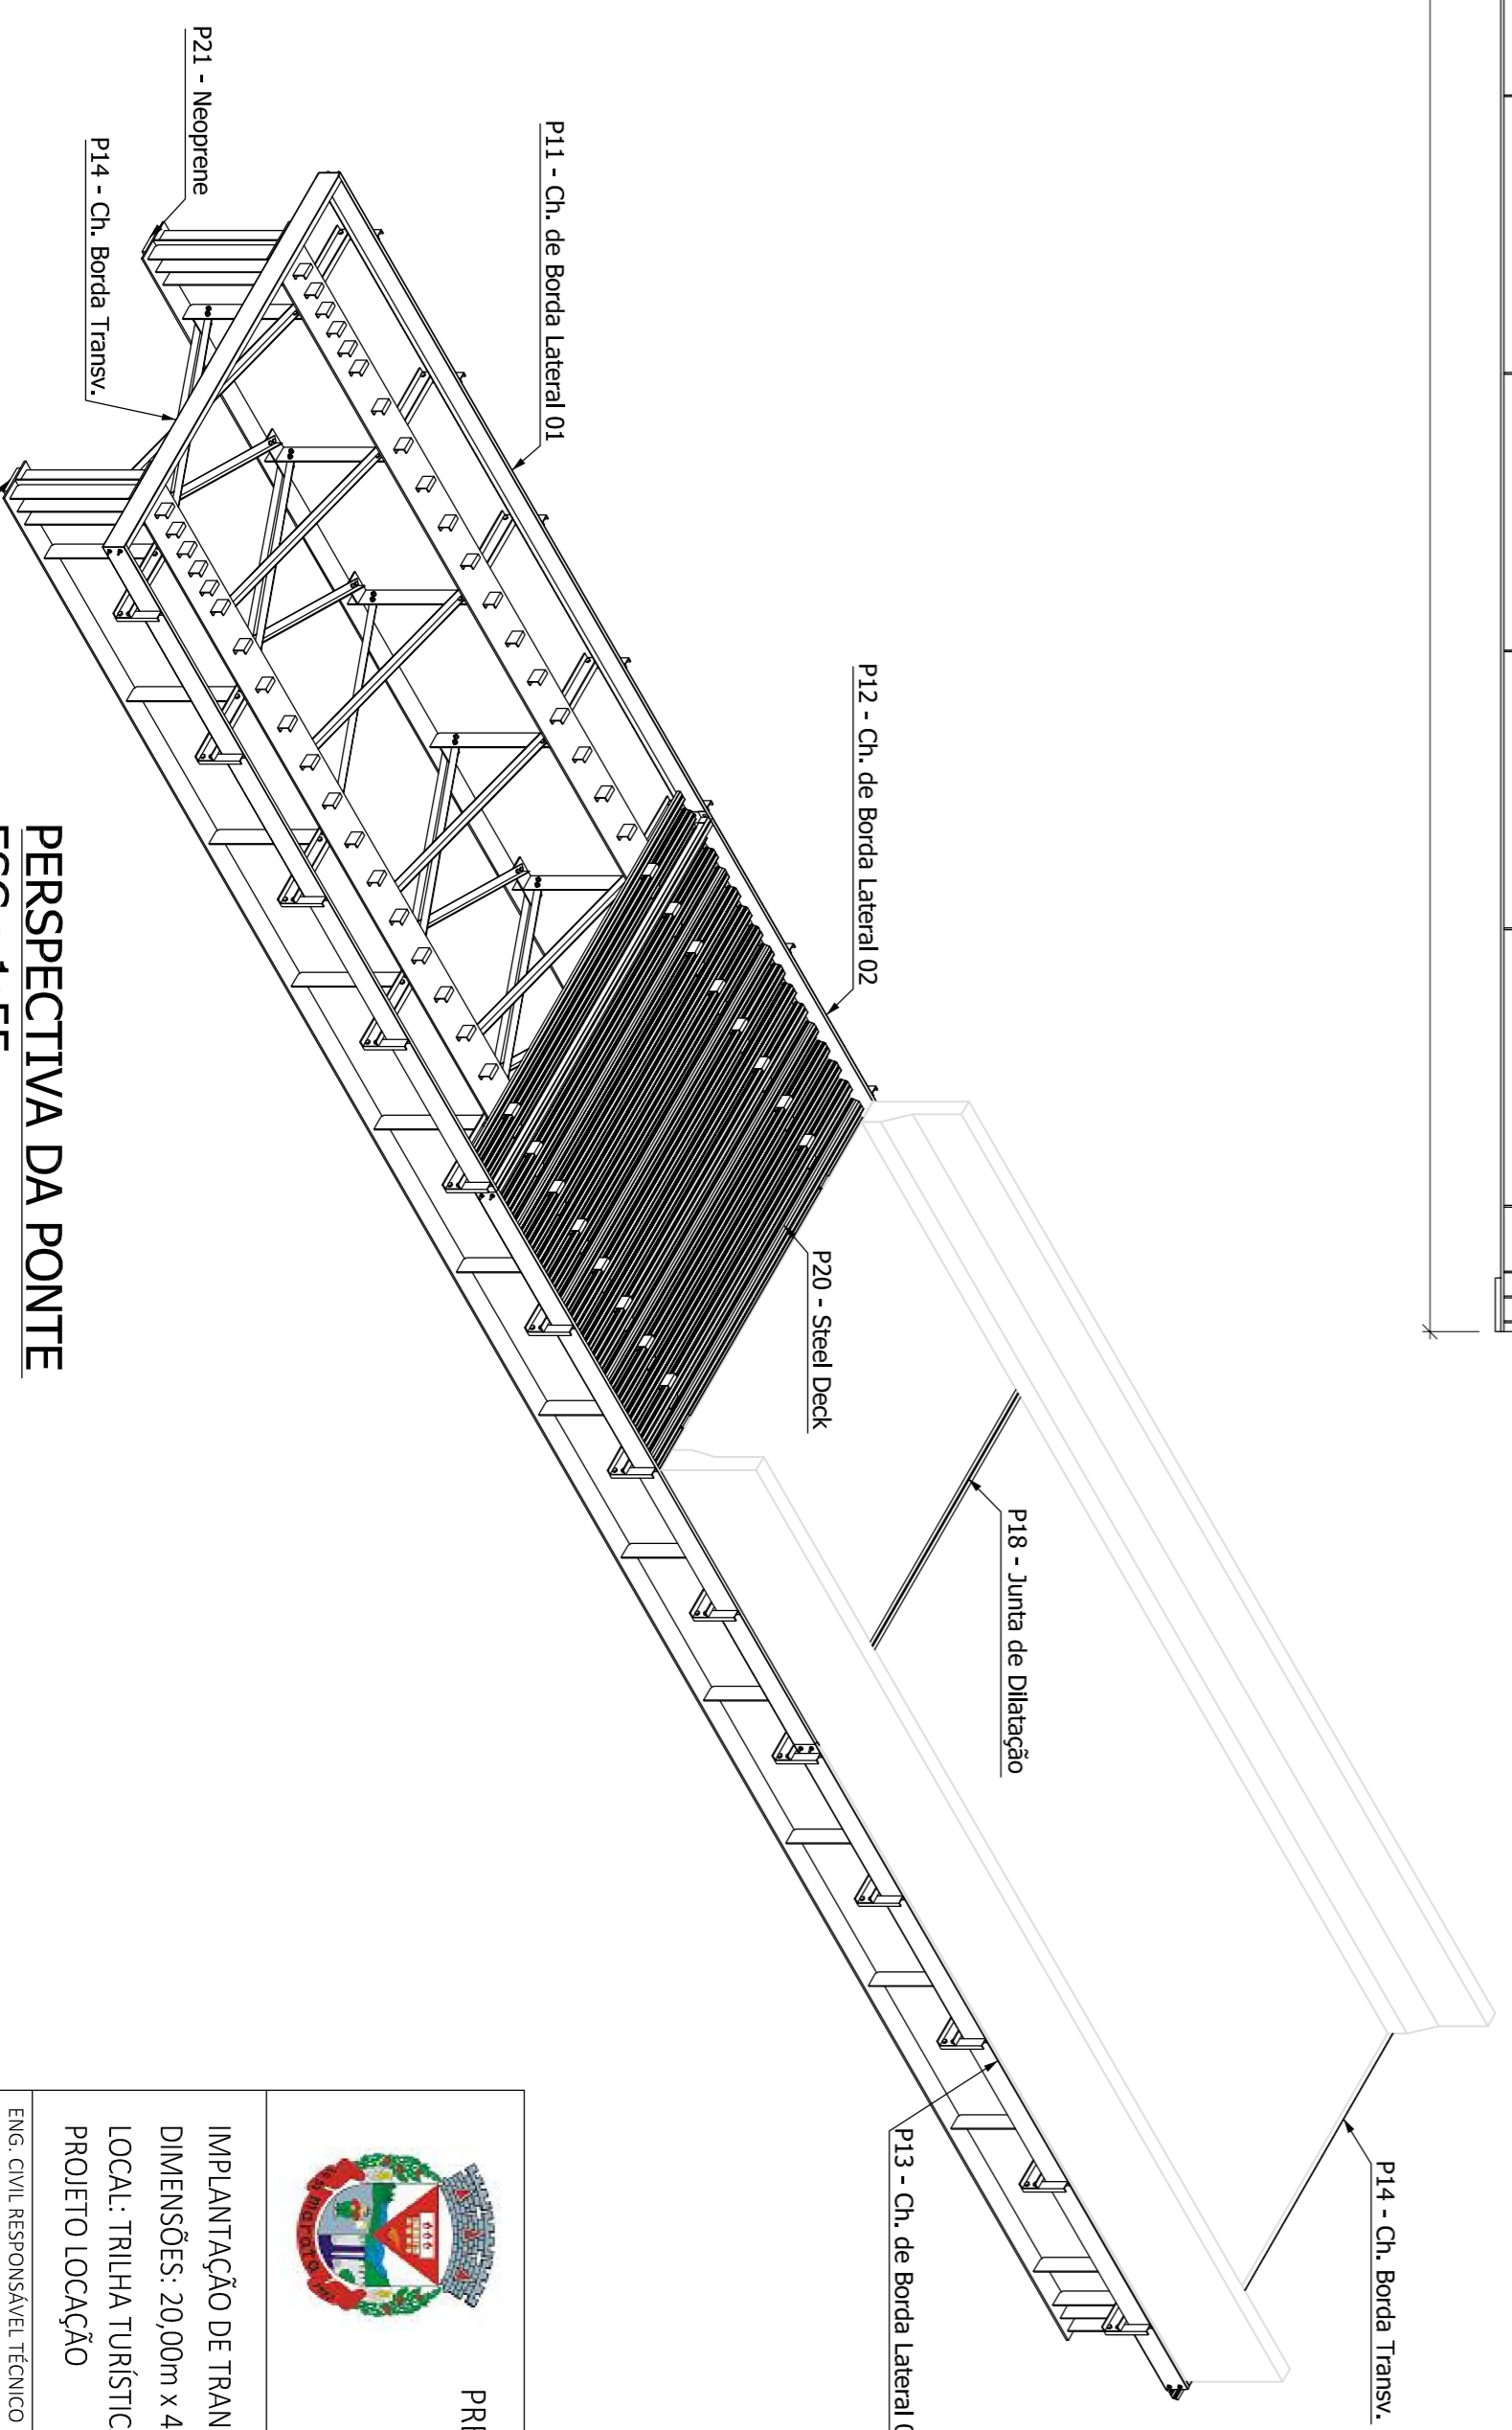 P21 - Neoprene
P14 - Ch. Borda Transv.
P11 - Ch. de Borda Lateral 01
P12 - Ch. de Borda Lateral 02
P20 - Steel Deck
P18 - Junta de Dilatação
P13 - Ch. de Borda Lateral
P14 - Ch. Borda Transv.
PERSPECTIVA DA PONTE
IMPLANTAÇÃO DE TRAN
DIMENSÕES: 20,00m x 4
LOCAL: TRILHA TURÍSTIC
PROJETO LOCAÇÃO
ENG. CIVIL RESPONSÁVEL TÉCNICO